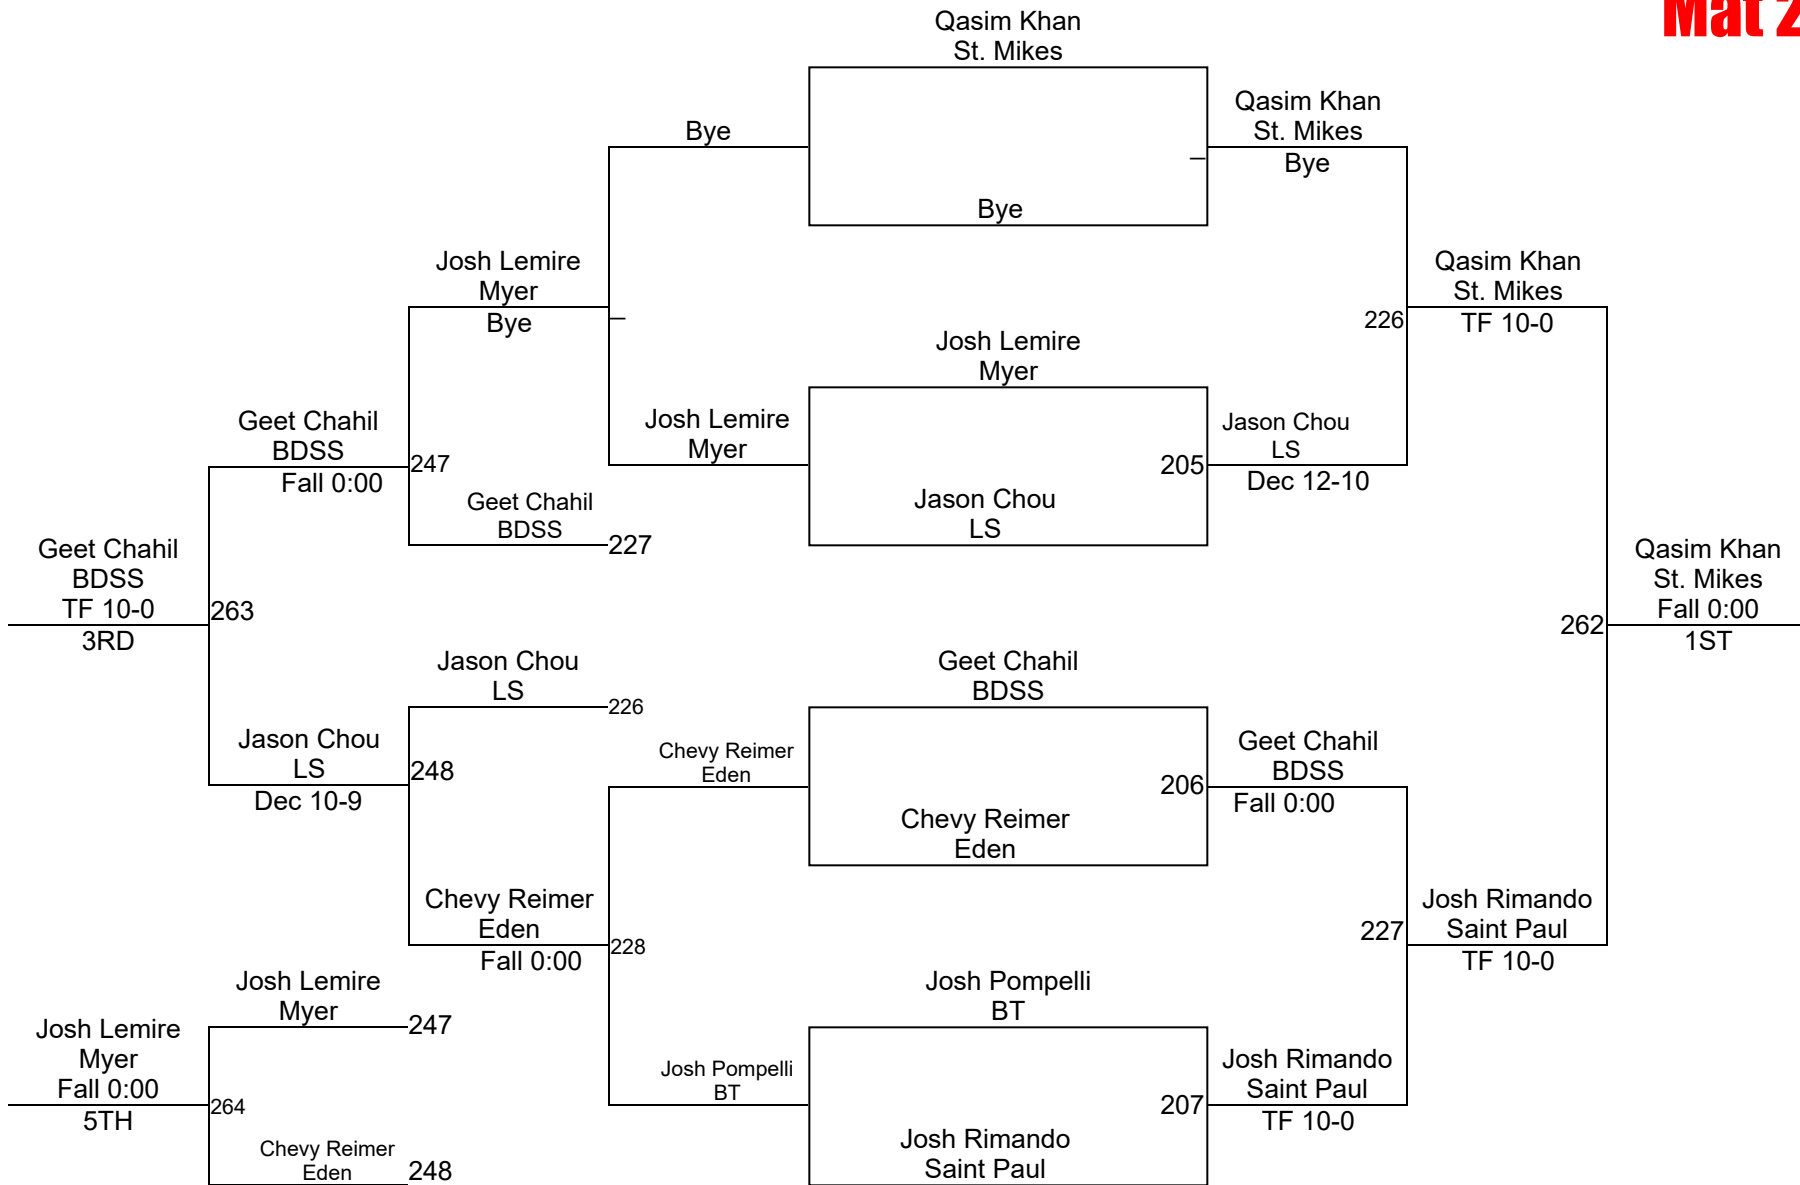 Mat 2
Qasim Khan
St. Mikes
Bye
Qasim Khan
St. Mikes
Bye
Bye
Josh Lemire
Myer
Bye
Qasim Khan
St. Mikes
TF 10-0
226
Josh Lemire
Myer
Josh Lemire
Myer
Jason Chou
LS
205
Jason Chou
LS
Dec 12-10
Geet Chahil
BDSS
Fall 0:00
247
Geet Chahil
BDSS
227
Geet Chahil
BDSS
TF 10-0
3RD
263
Qasim Khan
St. Mikes
Fall 0:00
1ST
262
Jason Chou
LS
226
Geet Chahil
BDSS
Jason Chou
LS
Dec 10-9
248
Chevy Reimer
Eden
206
Geet Chahil
BDSS
Fall 0:00
Chevy Reimer
Eden
Chevy Reimer
Eden
Fall 0:00
228
227
Josh Rimando
Saint Paul
TF 10-0
Josh Lemire
Myer
247
Josh Pompelli
BT
Josh Lemire
Myer
Fall 0:00
5TH
264
Josh Pompelli
BT
207
Josh Rimando
Saint Paul
TF 10-0
Chevy Reimer
Eden
248
Josh Rimando
Saint Paul